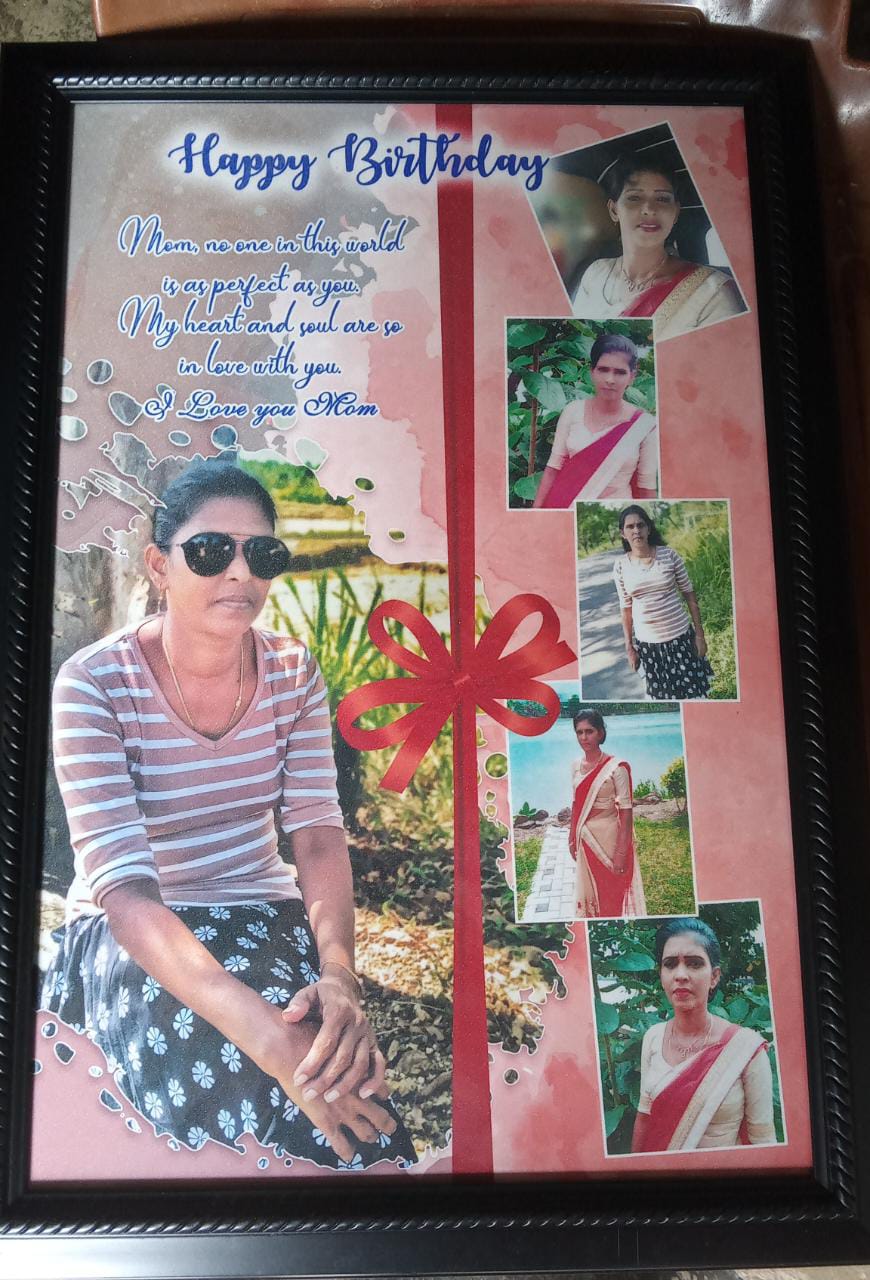 Happy Birthday
Mom, no one in this world
is as perfect as you.
My heart and soul are so
in love with you.
I Love you Mom